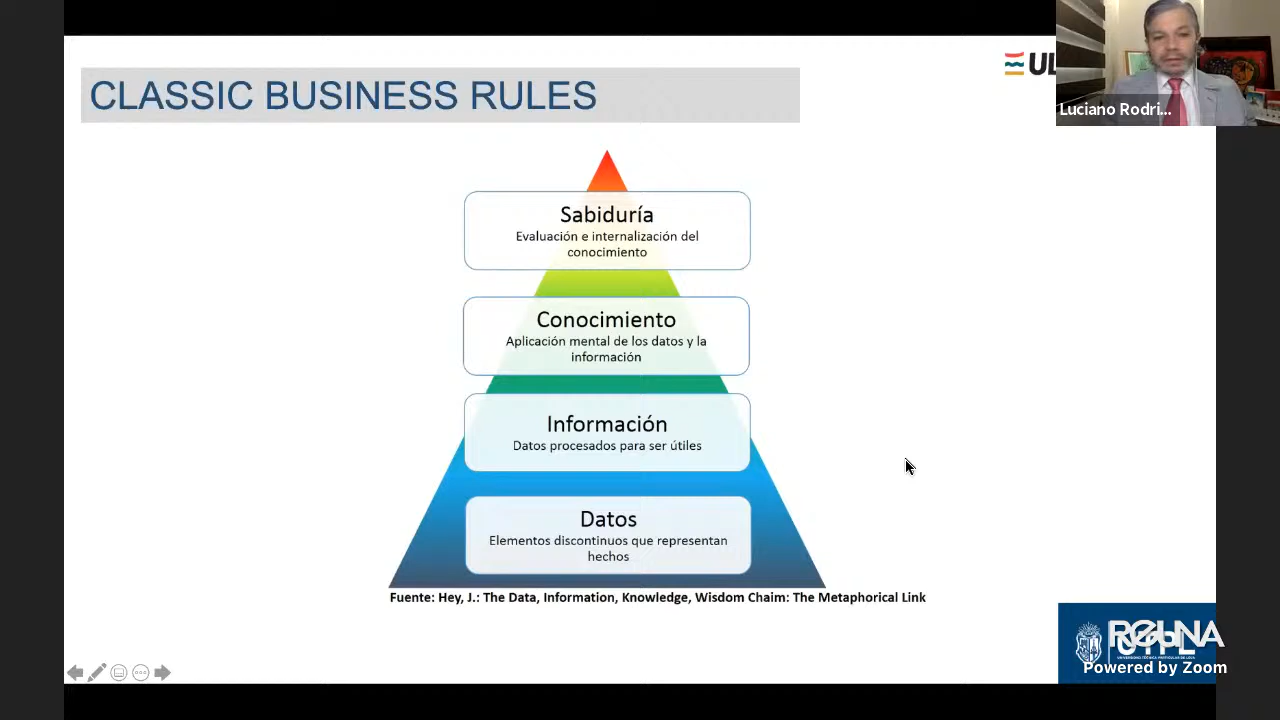 CLASSIC BUSINESS RULES
UL
Luciano Rodri...
Sabiduría
Evaluación e internalización del
conocimiento
Conocimiento
Aplicación mental de los datos y la
información
Información
Datos procesados para ser útiles
Datos
Elementos discontinuos que representan
hechos
Fuente: Hey, J.: The Data, Information, Knowledge, Wisdom Chaim: The Metaphorical Link
UTPL
Powered by Zoom